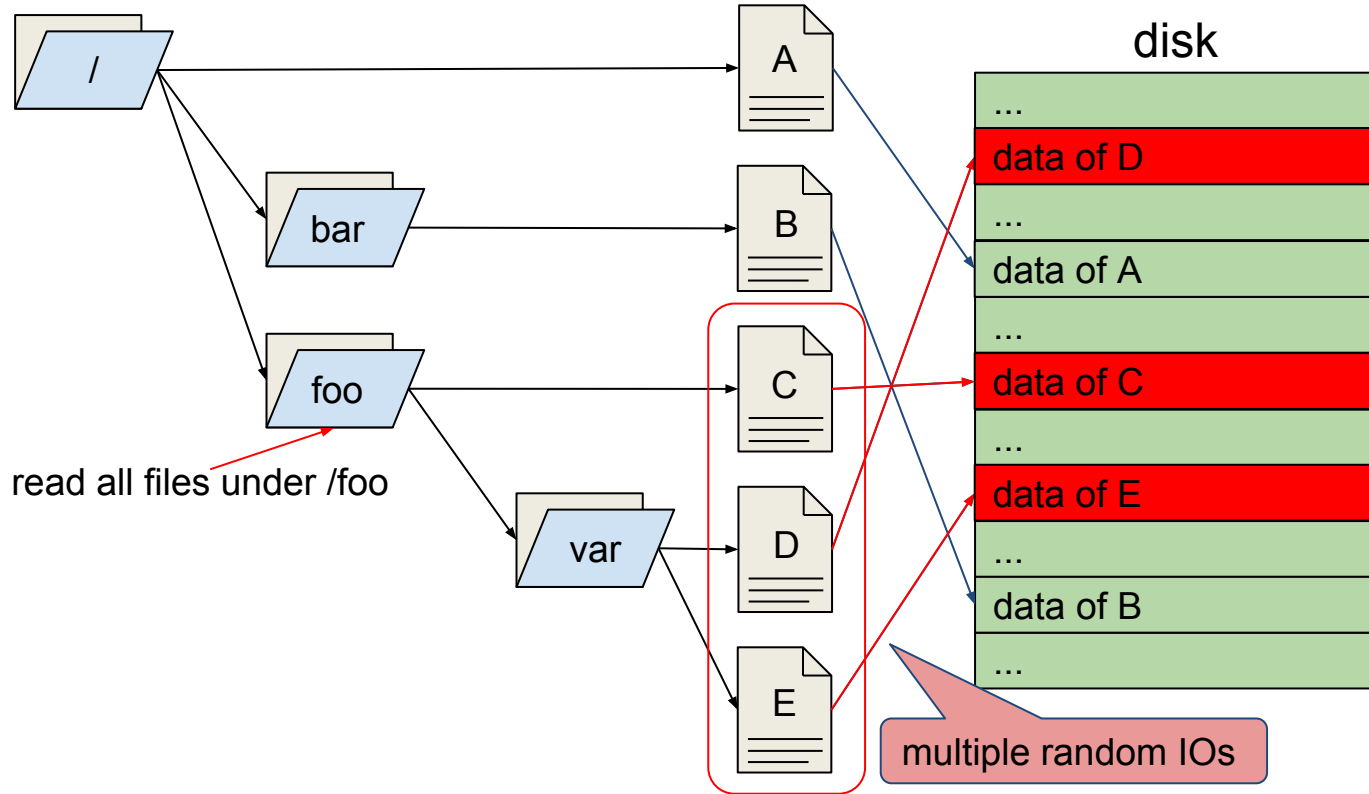 /
A
bar
B
foo
C
read all files under /foo
var
D
E
disk
...
data of D
...
data of A
...
data of C
...
data of E
...
data of B
...
multiple random IOs